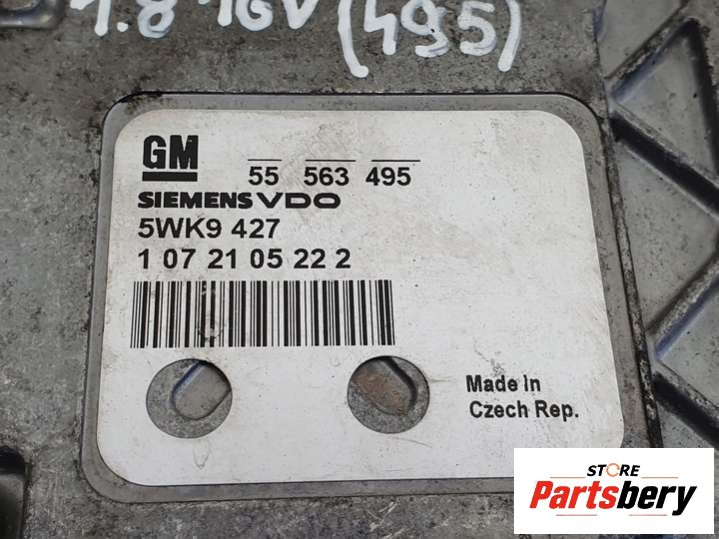 1.8 16V (495)
GM
55 563 495
SIEMENS VDO
5WK9 427
1 07 21 05 22 2
Made in
Czech Rep.
STORE
Partsbery